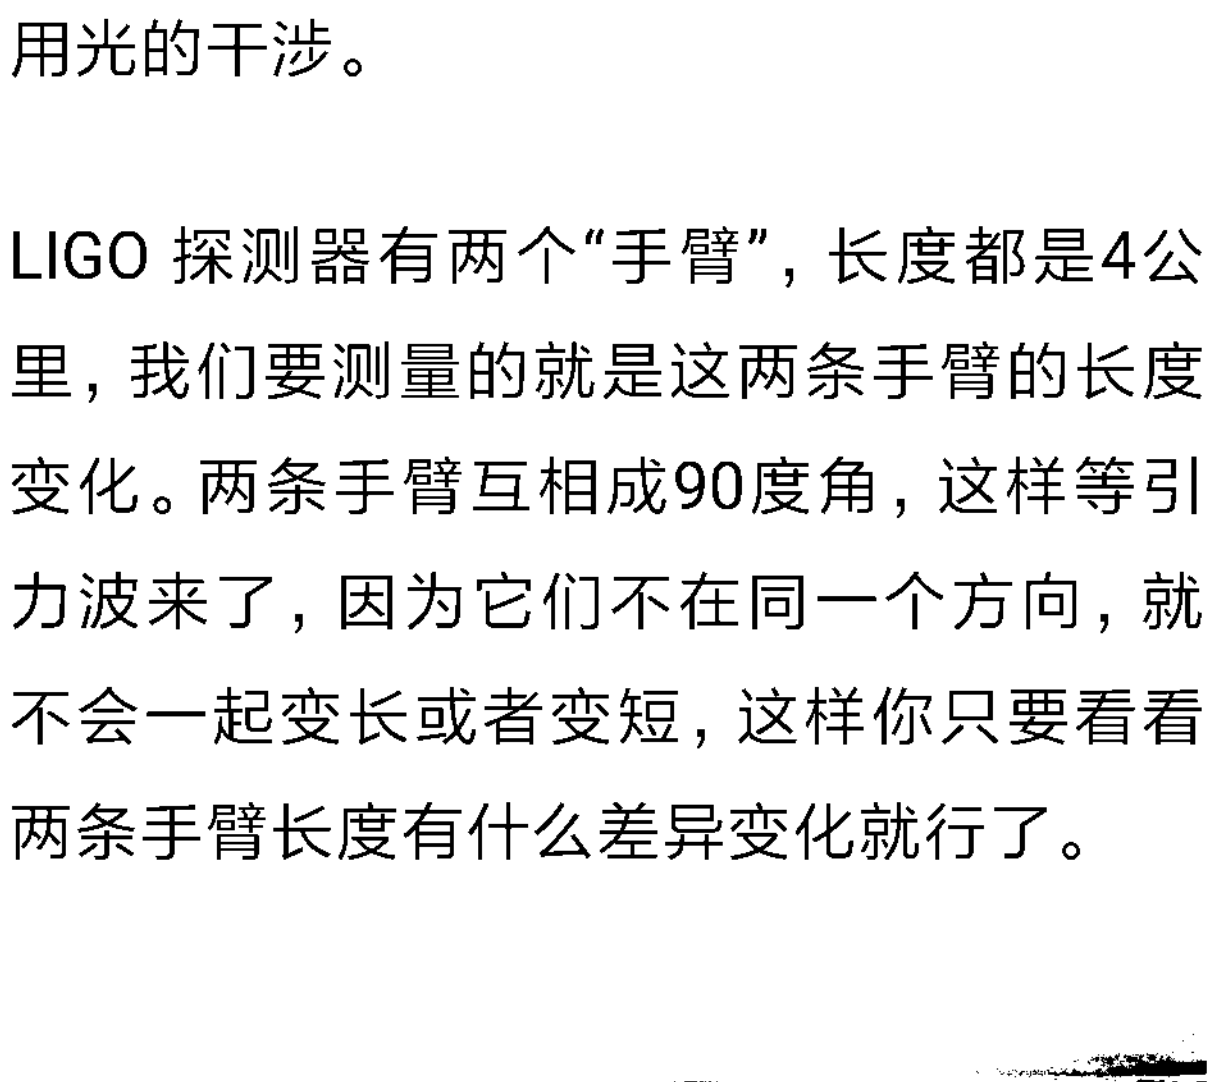 用光的干涉。
LIGO 探测器有两个“手臂”，长度都是4公
里，我们要测量的就是这两条手臂的长度
变化。两条手臂互相成90度角，这样等引
力波来了，因为它们不在同一个方向，就
不会一起变长或者变短，这样你只要看看
两条手臂长度有什么差异变化就行了。